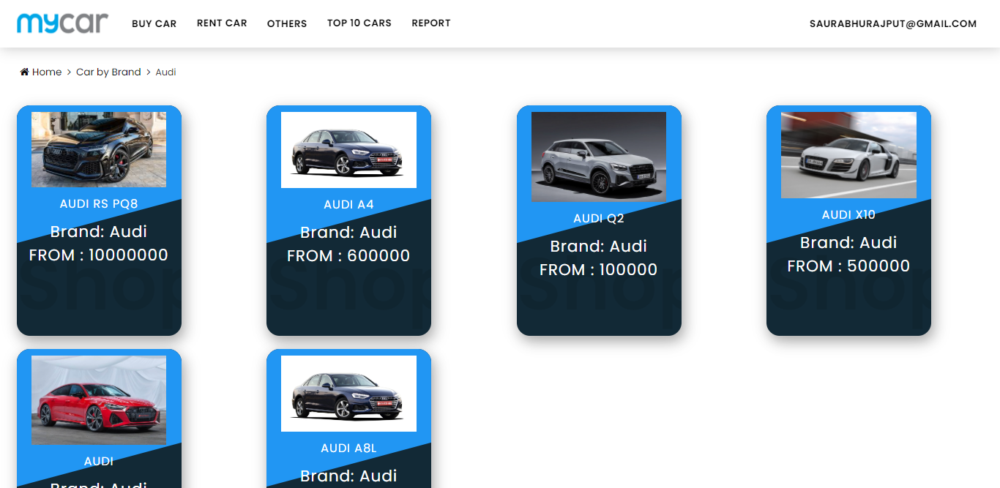 mycar
BUY CAR
RENT CAR
OTHERS
TOP 10 CARS
REPORT
SAURABHURAJPUT@GMAIL.COM
Home > Car by Brand > Audi
AUDI RS PQ8
Brand: Audi
FROM : 10000000
Shop
AUDI A4
Brand: Audi
FROM : 600000
Shop
AUDI Q2
Brand: Audi
FROM : 100000
Shop
AUDI X10
Brand: Audi
FROM : 500000
Shop
AUDI
Brand: Audi
AUDI A8L
Brand: Audi